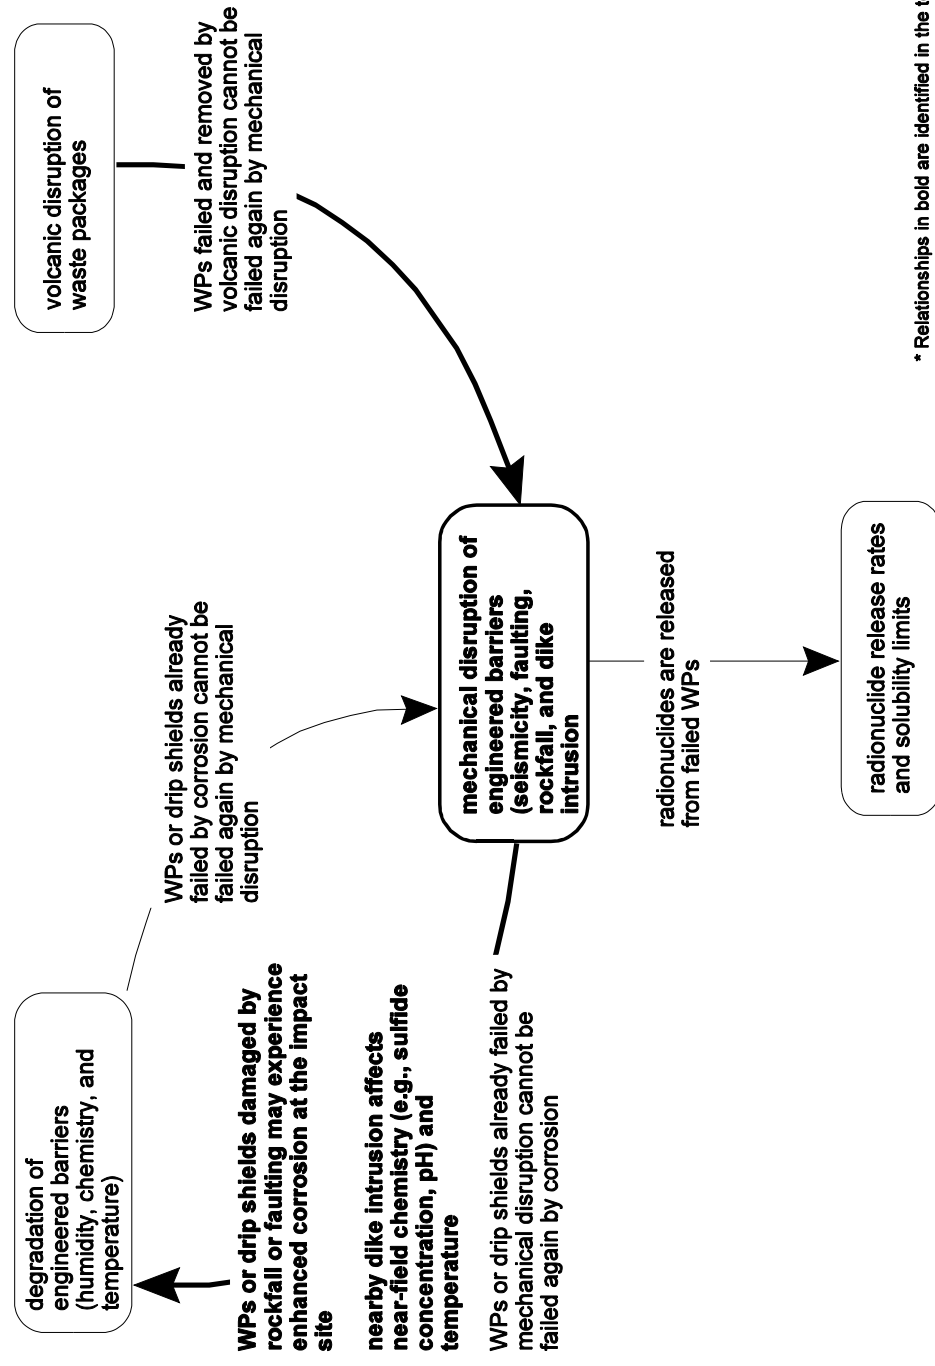 degradation of
engineered barriers
(humidity, chemistry, and
temperature)
WPs or drip shields already
failed by corrosion cannot be
failed again by mechanical
disruption
volcanic disruption of
waste packages
WPs failed and removed by
volcanic disruption cannot be
failed again by mechanical
disruption
WPs or drip shields damaged by
rockfall or faulting may experience
enhanced corrosion at the impact
site
nearby dike intrusion affects
near-field chemistry (e.g., sulfide
concentration, pH) and
temperature
WPs or drip shields already failed by
mechanical disruption cannot be
failed again by corrosion
mechanical disruption of
engineered barriers
(seismicity, faulting,
rockfall, and dike
intrusion
radionucides are released
from failed WPs
radionuclide release rates
and solubility limits
* Relationships in bold are identified in the